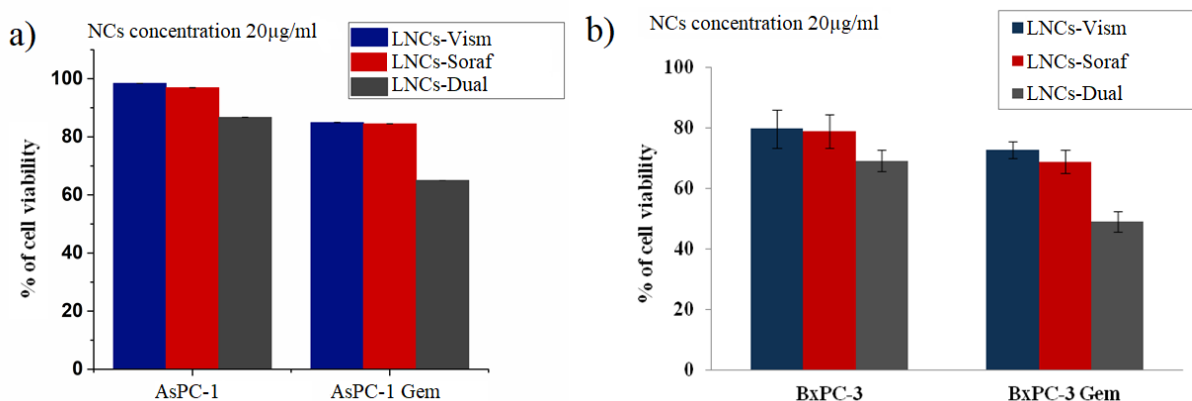 a)
NCs concentration 20µg/ml
LNCs-Vism
LNCs-Soraf
LNCs-Dual
% of cell viability
100
80
60
40
20
0
AsPC-1
AsPC-1 Gem
b)
NCs concentration 20µg/ml
LNCs-Vism
LNCs-Soraf
LNCs-Dual
% of cell viability
100
80
60
40
20
0
BxPC-3
BxPC-3 Gem